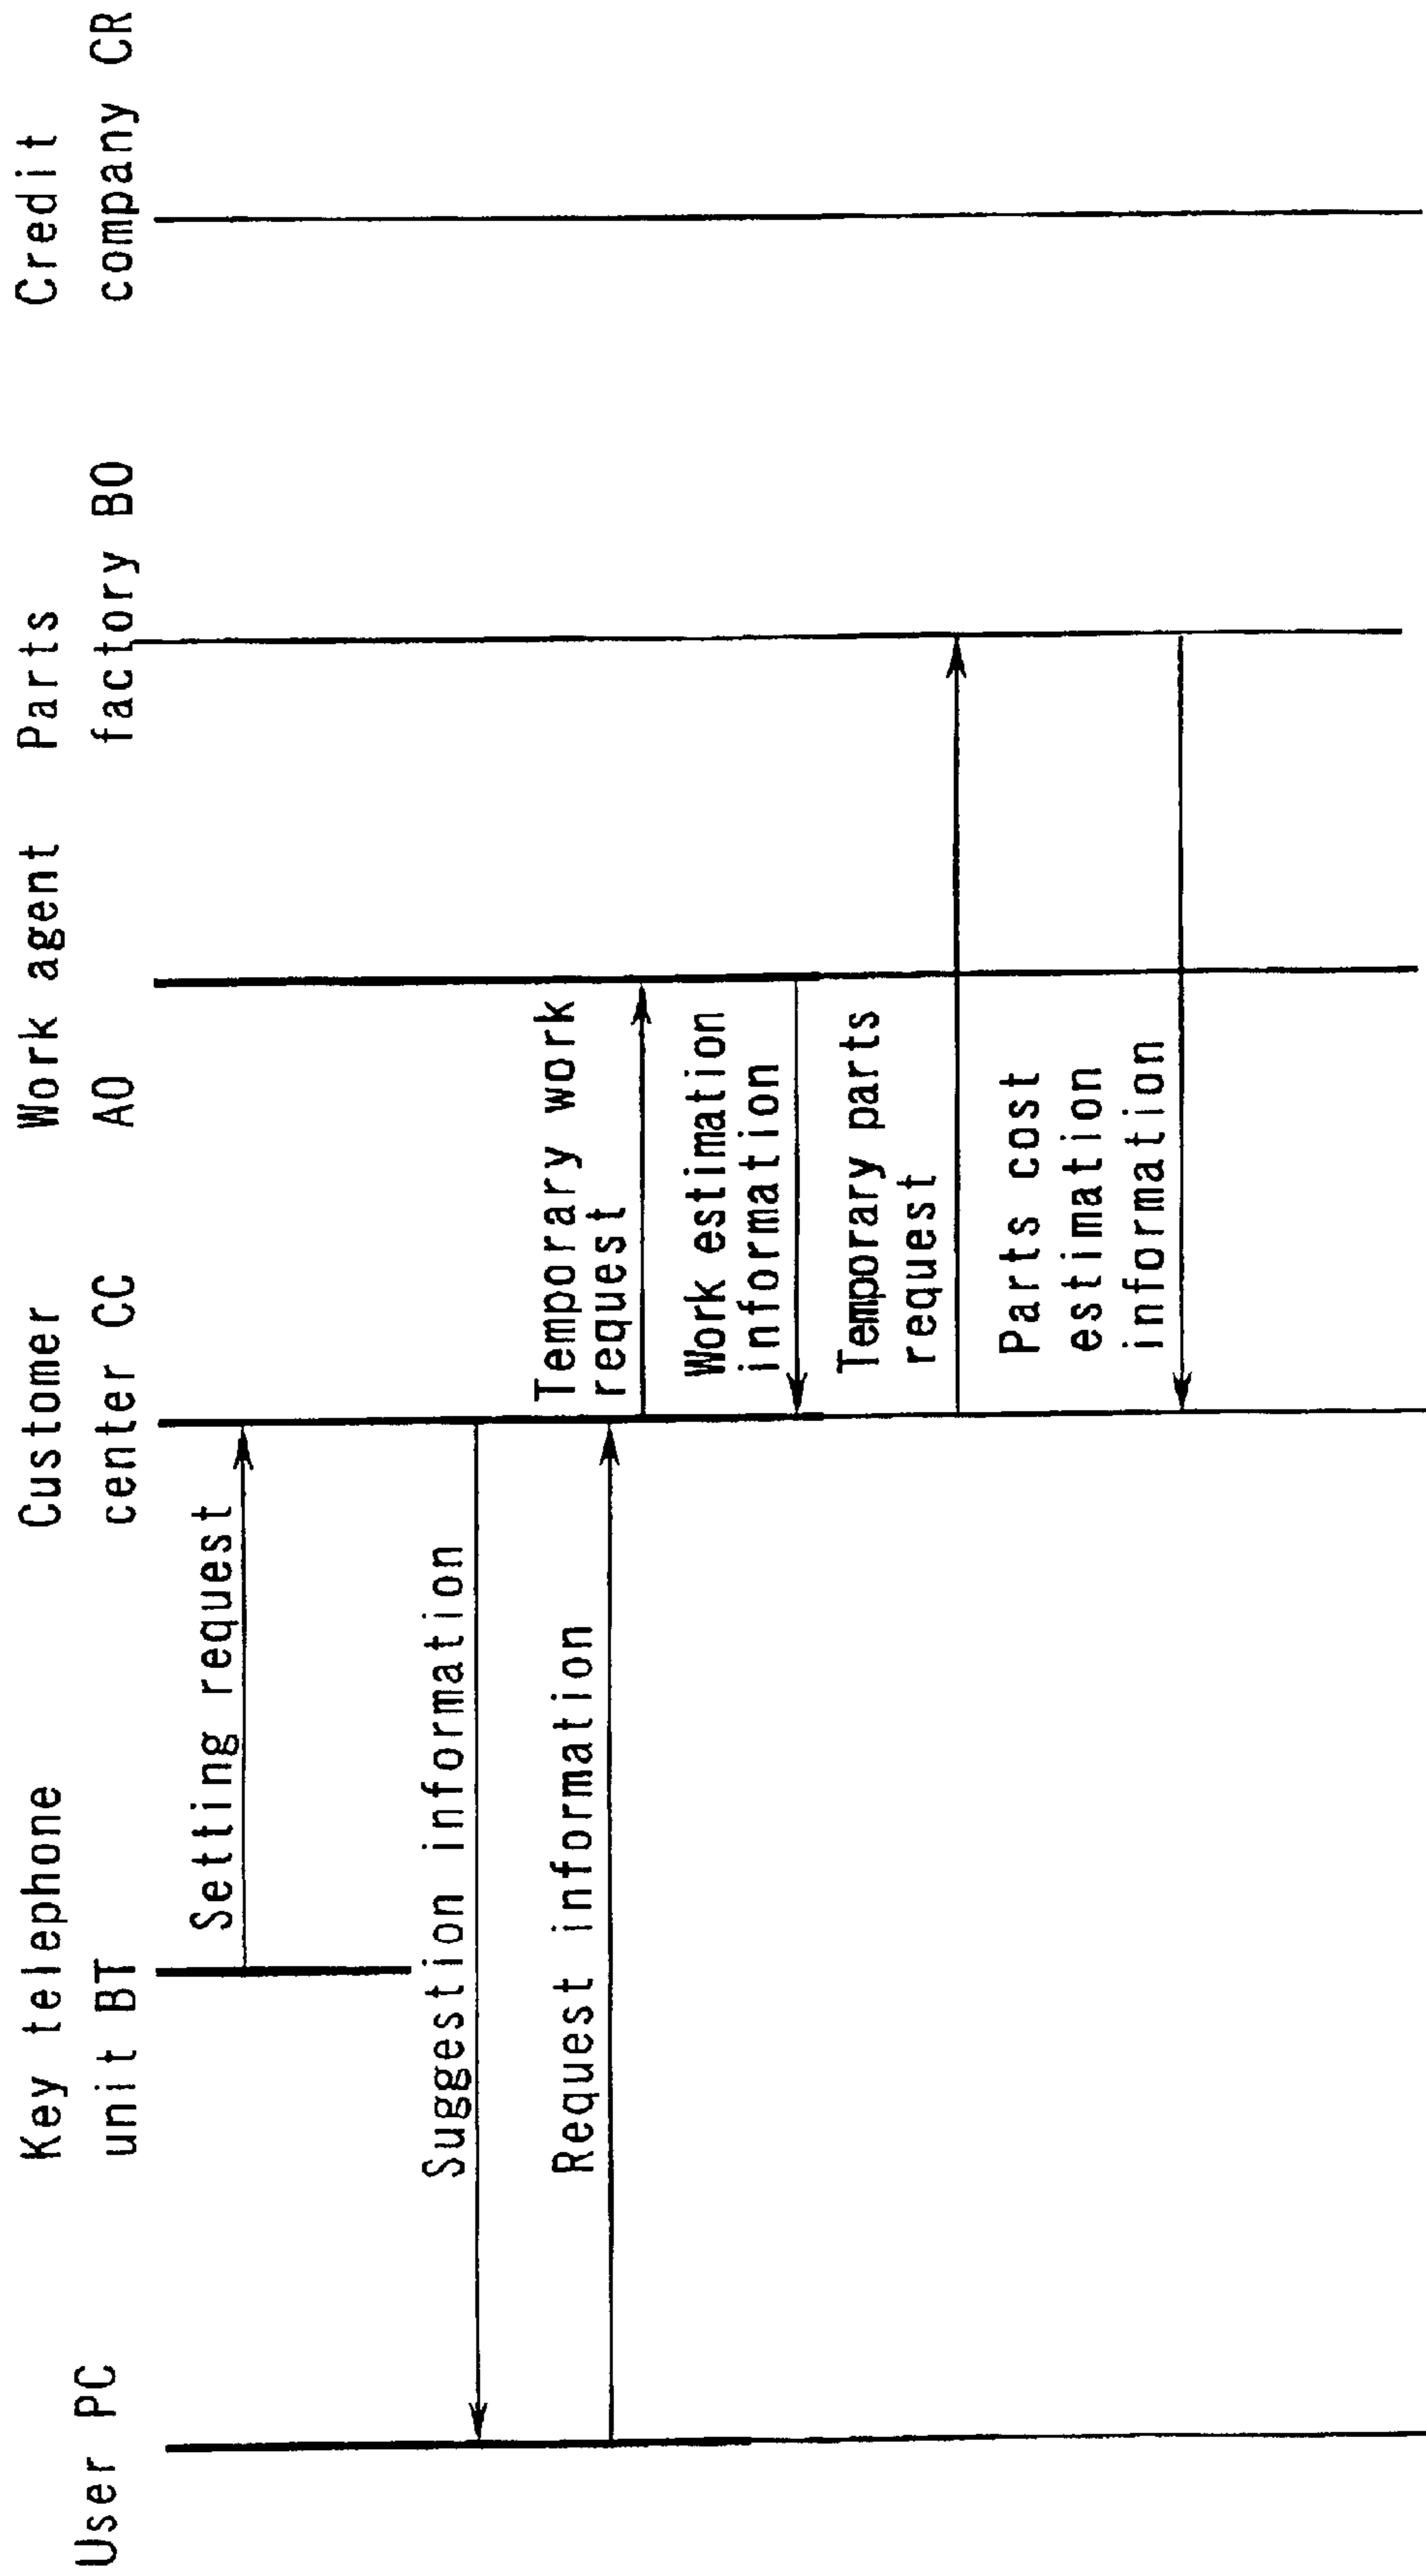 User PC
Key telephone
unit BT
Customer
center CC
Work agent
AO
Parts
factory BO
Credit
company CR
Setting request
Suggestion information
Request information
Temporary work
request
Work estimation
information
Temporary parts
request
Parts cost
estimation
information